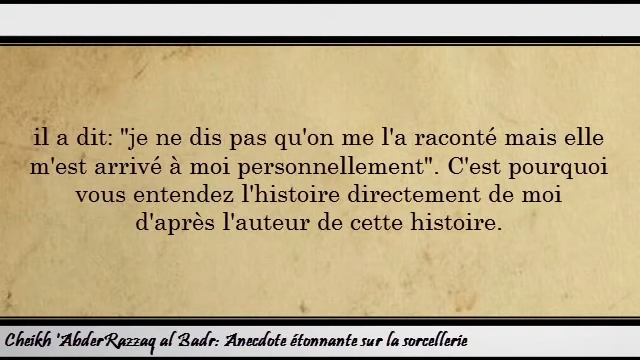 il a dit: "je ne dis pas qu'on me l'a raconté mais elle
m'est arrivé à moi personnellement". C'est pourquoi
vous entendez l'histoire directement de moi
d'après l'auteur de cette histoire.
Cheikh 'AbderRazzaq al Badr: Anecdote étonnante sur la sorcellerie